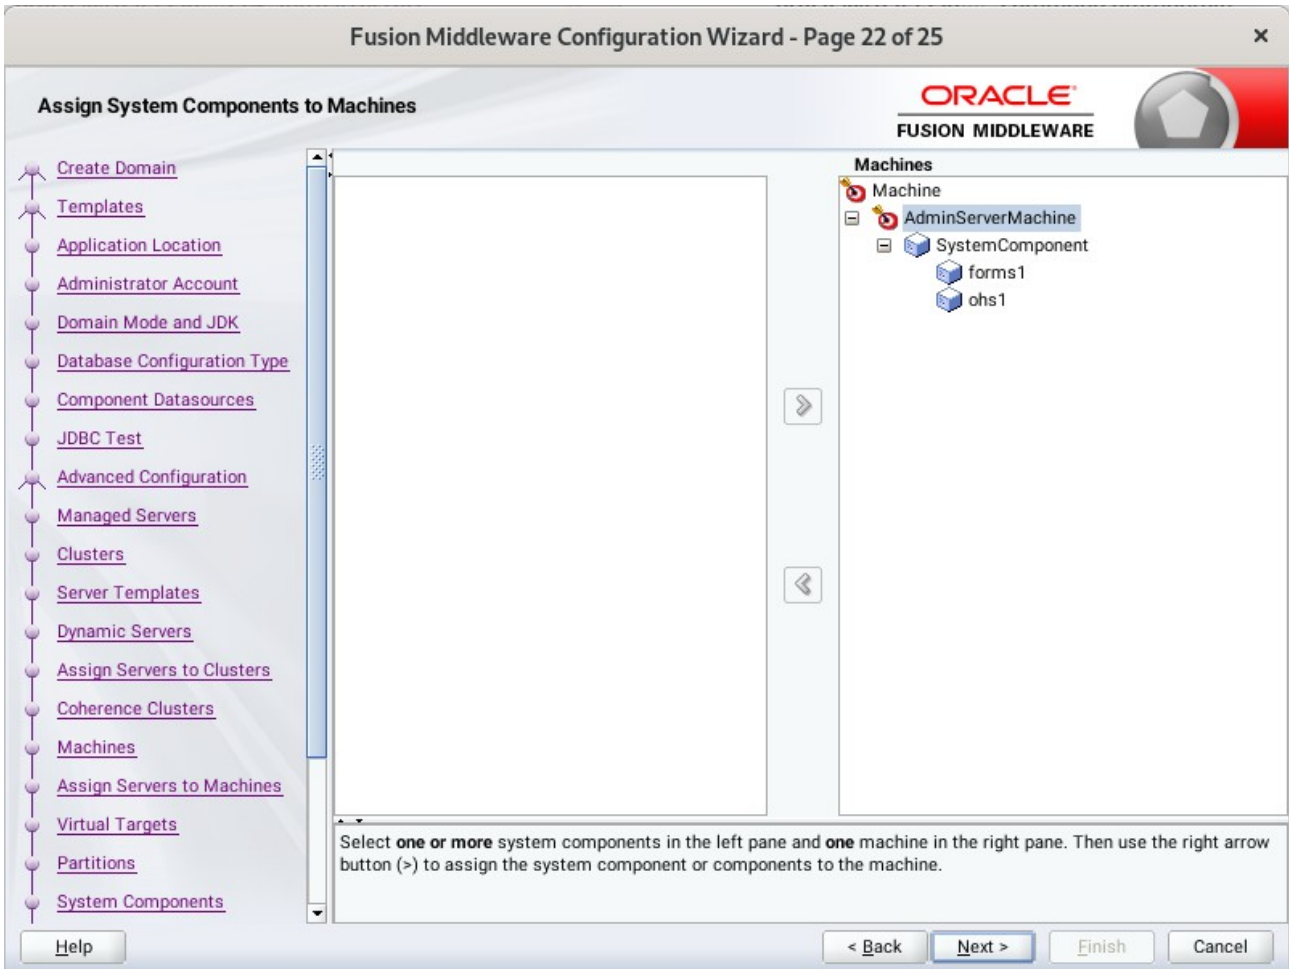 Fusion Middleware Configuration Wizard - Page 22 of 25
Assign System Components to Machines
ORACLE
FUSION MIDDLEWARE
Create Domain
Templates
Application Location
Administrator Account
Domain Mode and JDK
Database Configuration Type
Component Datasources
JDBC Test
Advanced Configuration
Managed Servers
Clusters
Server Templates
Dynamic Servers
Assign Servers to Clusters
Coherence Clusters
Machines
Assign Servers to Machines
Virtual Targets
Partitions
System Components
Machines
Machine
AdminServerMachine
SystemComponent
forms1
ohs1
Select one or more system components in the left pane and one machine in the right pane. Then use the right arrow
button (>) to assign the system component or components to the machine.
Help
< Back
Next >
Finish
Cancel